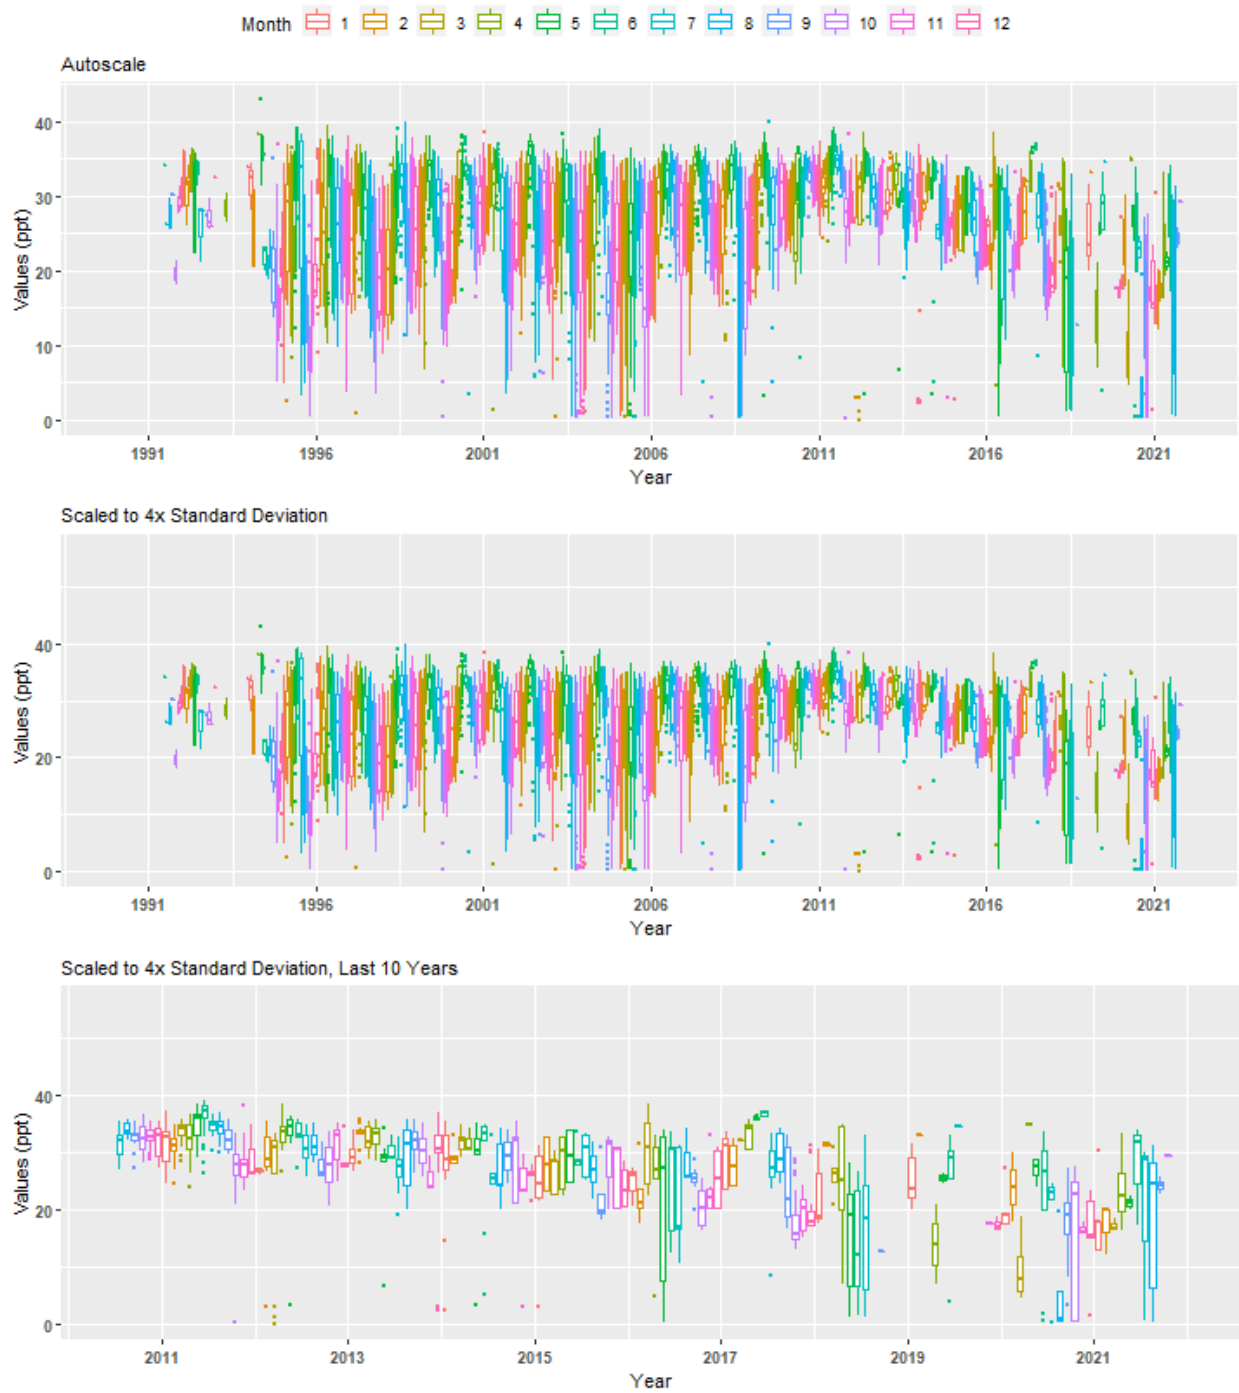 Month 1 2 3 4 5 6 7 8 9 10 11 12
Autoscale
Values (ppt)
40
30
20
10
0
1991 1996 2001 2006 2011 2016 2021
Year
Scaled to 4x Standard Deviation
Values (ppt)
40
20
0
1991 1996 2001 2006 2011 2016 2021
Year
Scaled to 4x Standard Deviation, Last 10 Years
Values (ppt)
40
20
0
2011 2013 2015 2017 2019 2021
Year